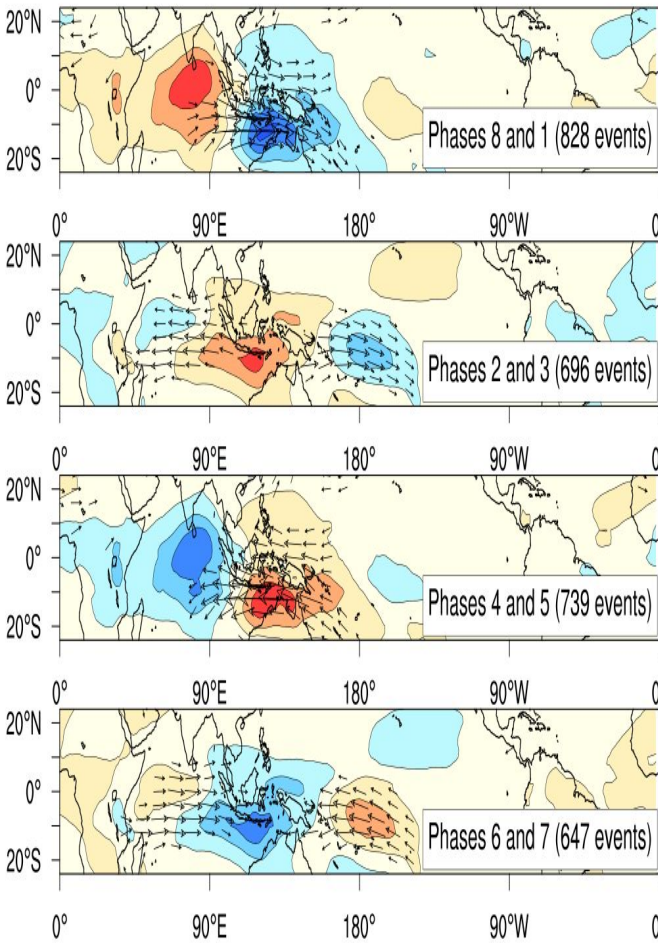 20°N
0°
20°S
Phases 8 and 1 (828 events)
0° 90°E 180° 90°W 0
20°N
0°
20°S
Phases 2 and 3 (696 events)
0° 90°E 180° 90°W 0
20°N
0°
20°S
Phases 4 and 5 (739 events)
0° 90°E 180° 90°W 0
20°N
0°
20°S
Phases 6 and 7 (647 events)
0° 90°E 180° 90°W 0